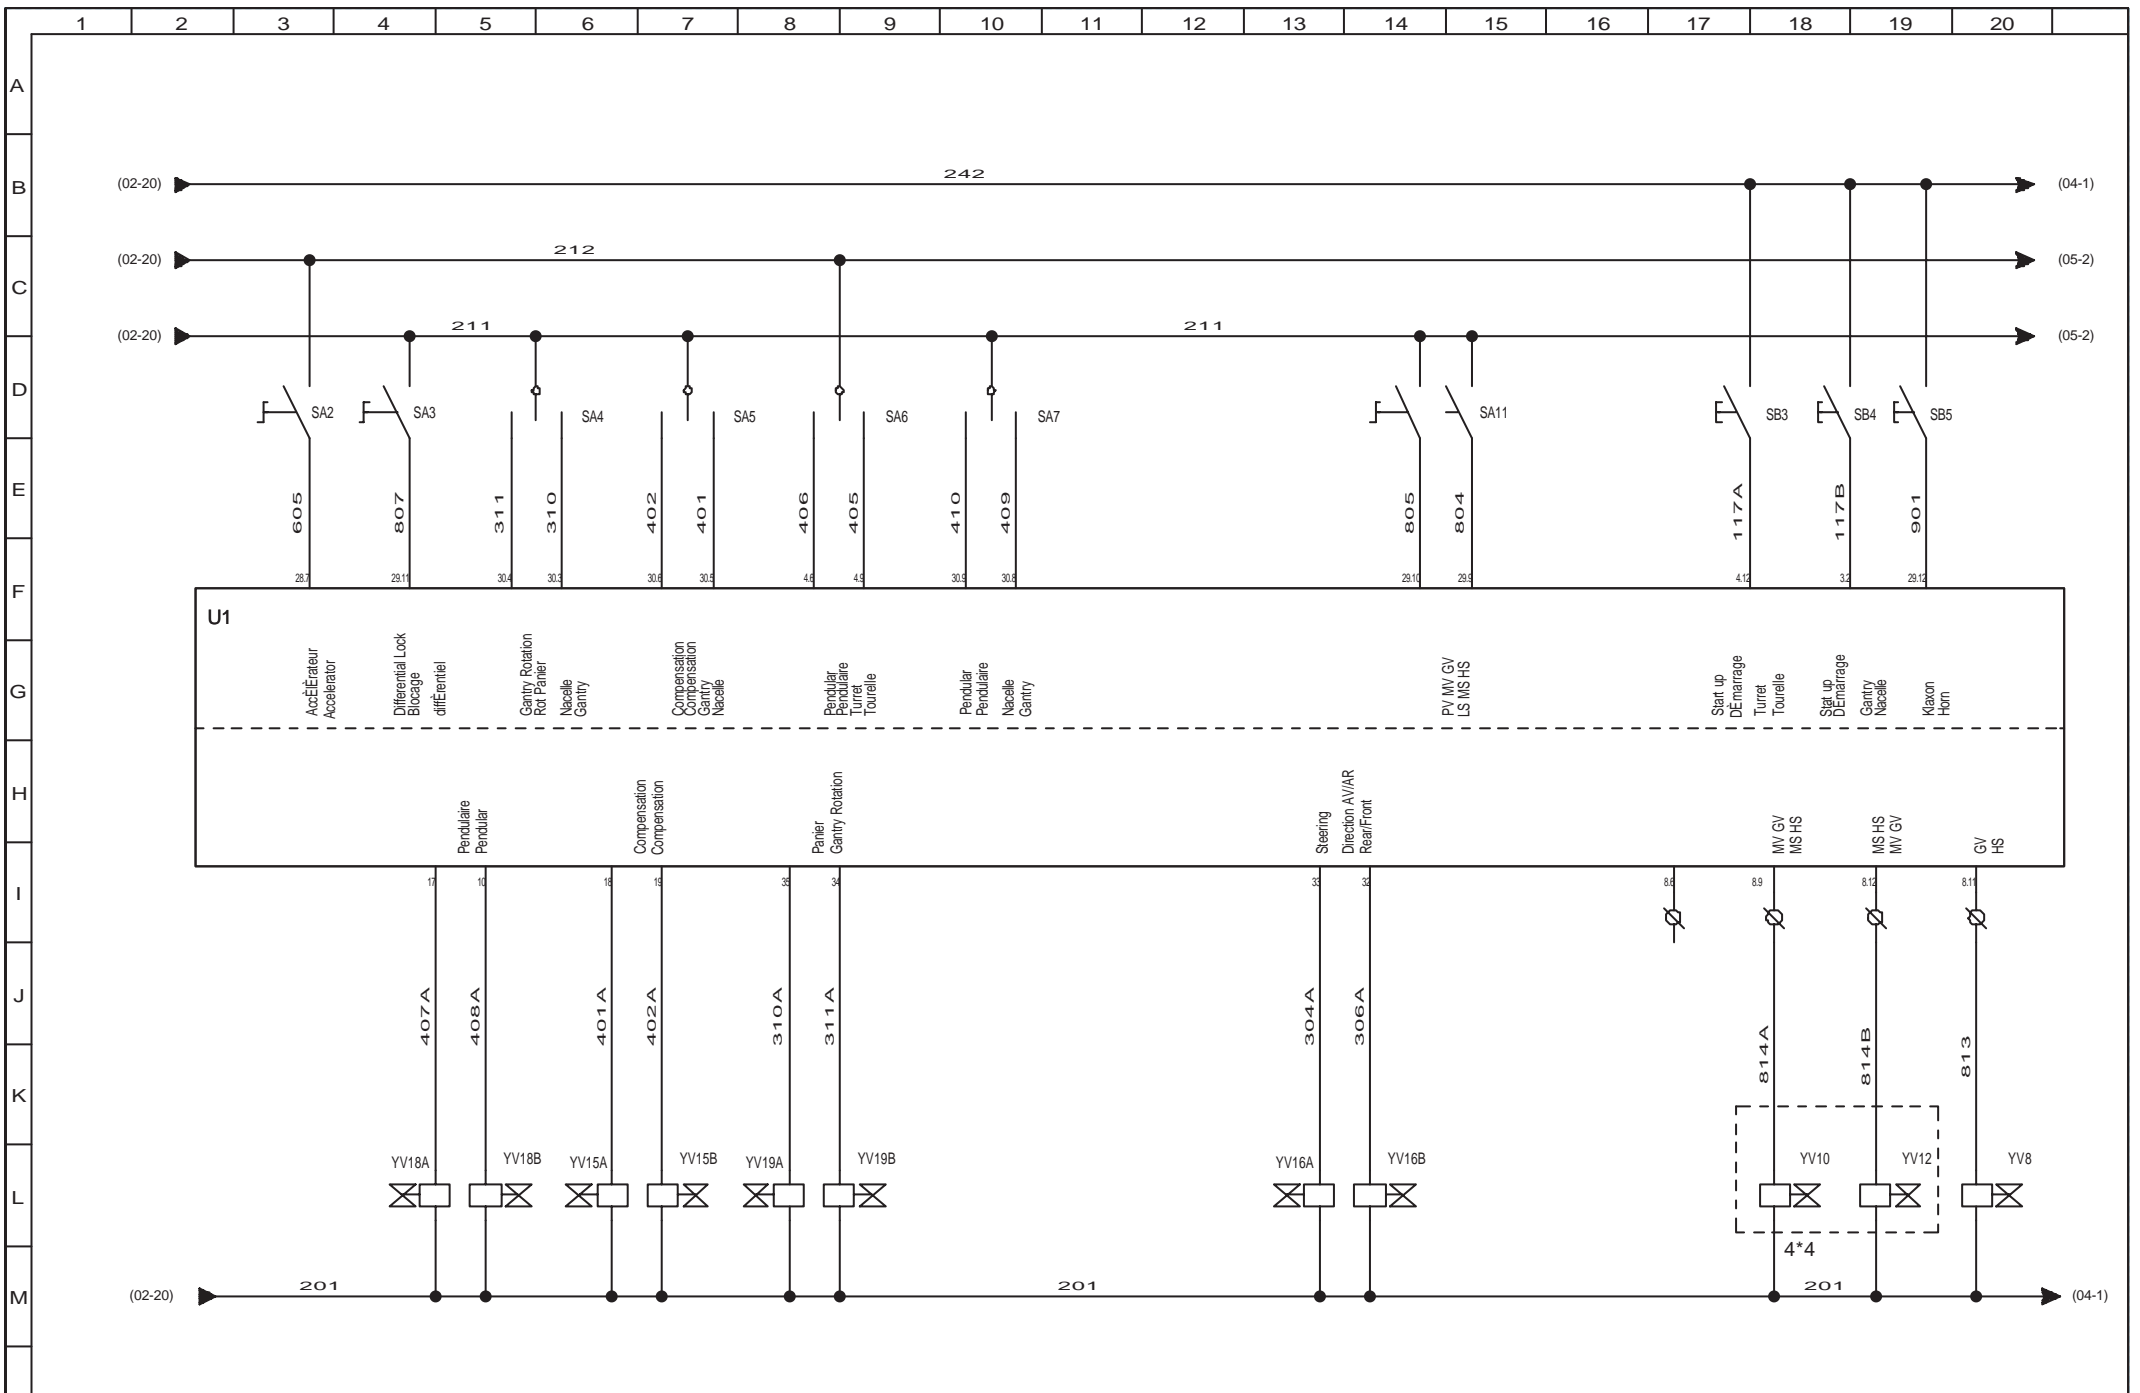 1 2 3 4 5 6 7 8 9 10 11 12 13 14 15 16 17 18 19 20
A
B
C
D
E
F
G
H
I
J
K
L
M
(02-20) 242 (04-1)
(02-20) 212 (05-2)
(02-20) 211 211 (05-2)
SA2 SA3 SA4 SA5 SA6 SA7 SA11 SB3 SB4 SB5
605 807 311 310 402 401 406 405 410 409 805 804 117A 117B 901
28.7 29.11 30.4 30.3 30.6 30.5 4.6 4.9 30.9 30.8 29.10 29.9 4.12 3.2 29.12
U1
AccÈlÈrateur
Accelerator
Differential Lock
Blocage
diffÈrentiel
Gantry Rotation
Rot Panier
Nacelle
Gantry
Compensation
Compensation
Gantry
Nacelle
Pendular
Pendulaire
Turret
Tourelle
Pendular
Pendulaire
Nacelle
Gantry
PV MV GV
LS MS HS
Start up
DÈmarrage
Turret
Tourelle
Stat up
DÈmarrage
Gantry
Nacelle
Klaxon
Horn
Pendulaire
Pendular
Compensation
Compensation
Panier
Gantry Rotation
Steering
Direction AV/AR
Rear/Front
MV GV
MS HS
MS HS
MV GV
GV
HS
17 10 18 19 35 34 33 32 8.6 8.9 8.12 8.11
407A 408A 401A 402A 310A 311A 304A 306A 814A 814B 813
YV18A YV18B YV15A YV15B YV19A YV19B YV16A YV16B YV10 YV12 YV8
4*4
(02-20) 201 201 201 (04-1)